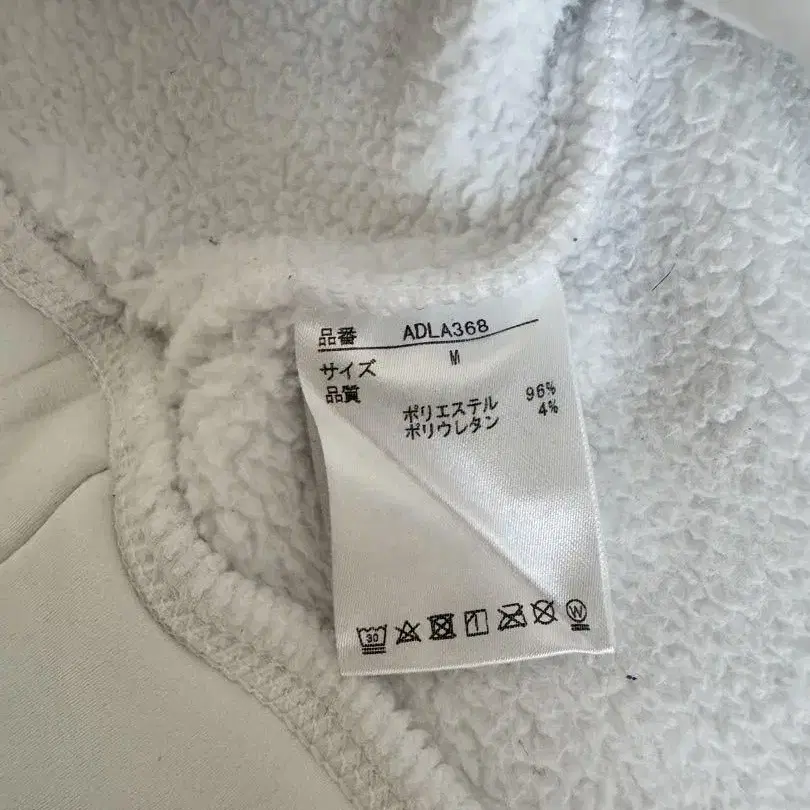 品番 ADLA368
サイズ M
品質
ポリエステル 96%
ポリウレタン 4%
30
W